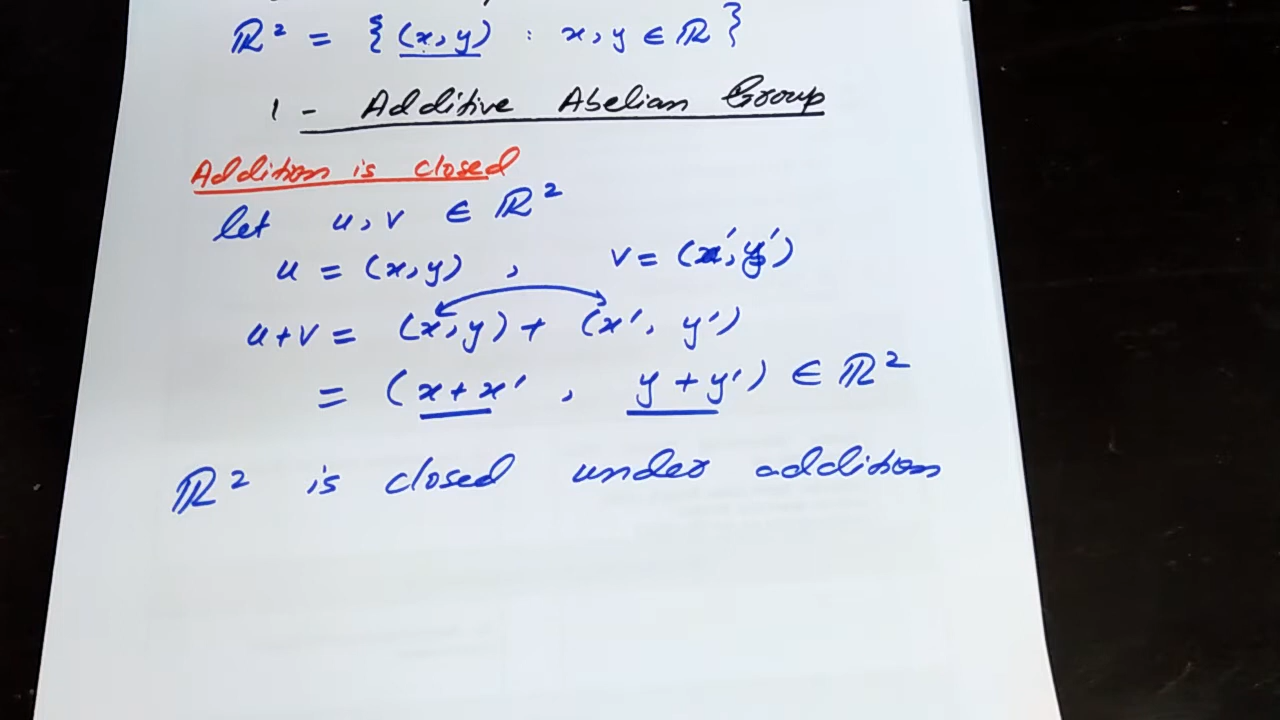 ℝ² = {(x, y) : x, y ∈ ℝ}
1 - Additive Abelian Group
Addition is closed
let u, v ∈ ℝ²
u = (x, y) , v = (x', y')
u+v = (x, y) + (x', y')
= (x+x' , y+y') ∈ ℝ²
ℝ² is closed under addition